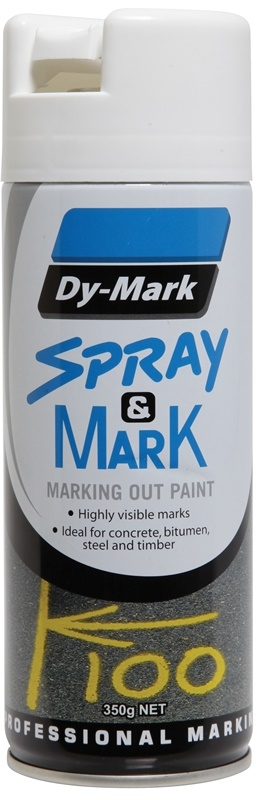 Dy-Mark
SPRAY
&
MARK
MARKING OUT PAINT
• Highly visible marks
• Ideal for concrete, bitumen,
steel and timber
100
350g NET
PROFESSIONAL MARKIN